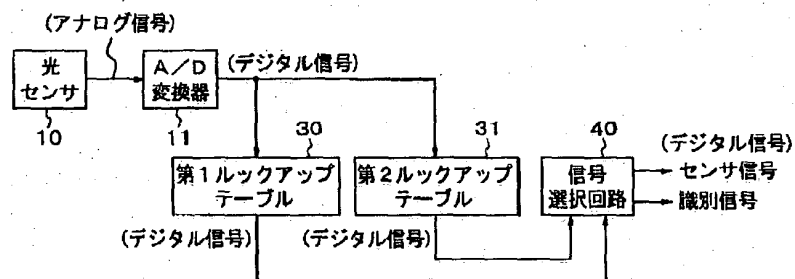 (アナログ信号)
光
センサ
10
A/D
変換器
11
(デジタル信号)
30
第1ルックアップ
テーブル
31
第2ルックアップ
テーブル
40
信号
選択回路
(デジタル信号)
センサ信号
識別信号
(デジタル信号)
(デジタル信号)